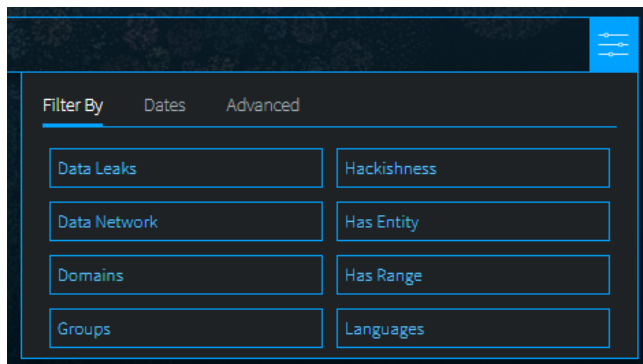 Filter By Dates Advanced
Data Leaks Hackishness
Data Network Has Entity
Domains Has Range
Groups Languages